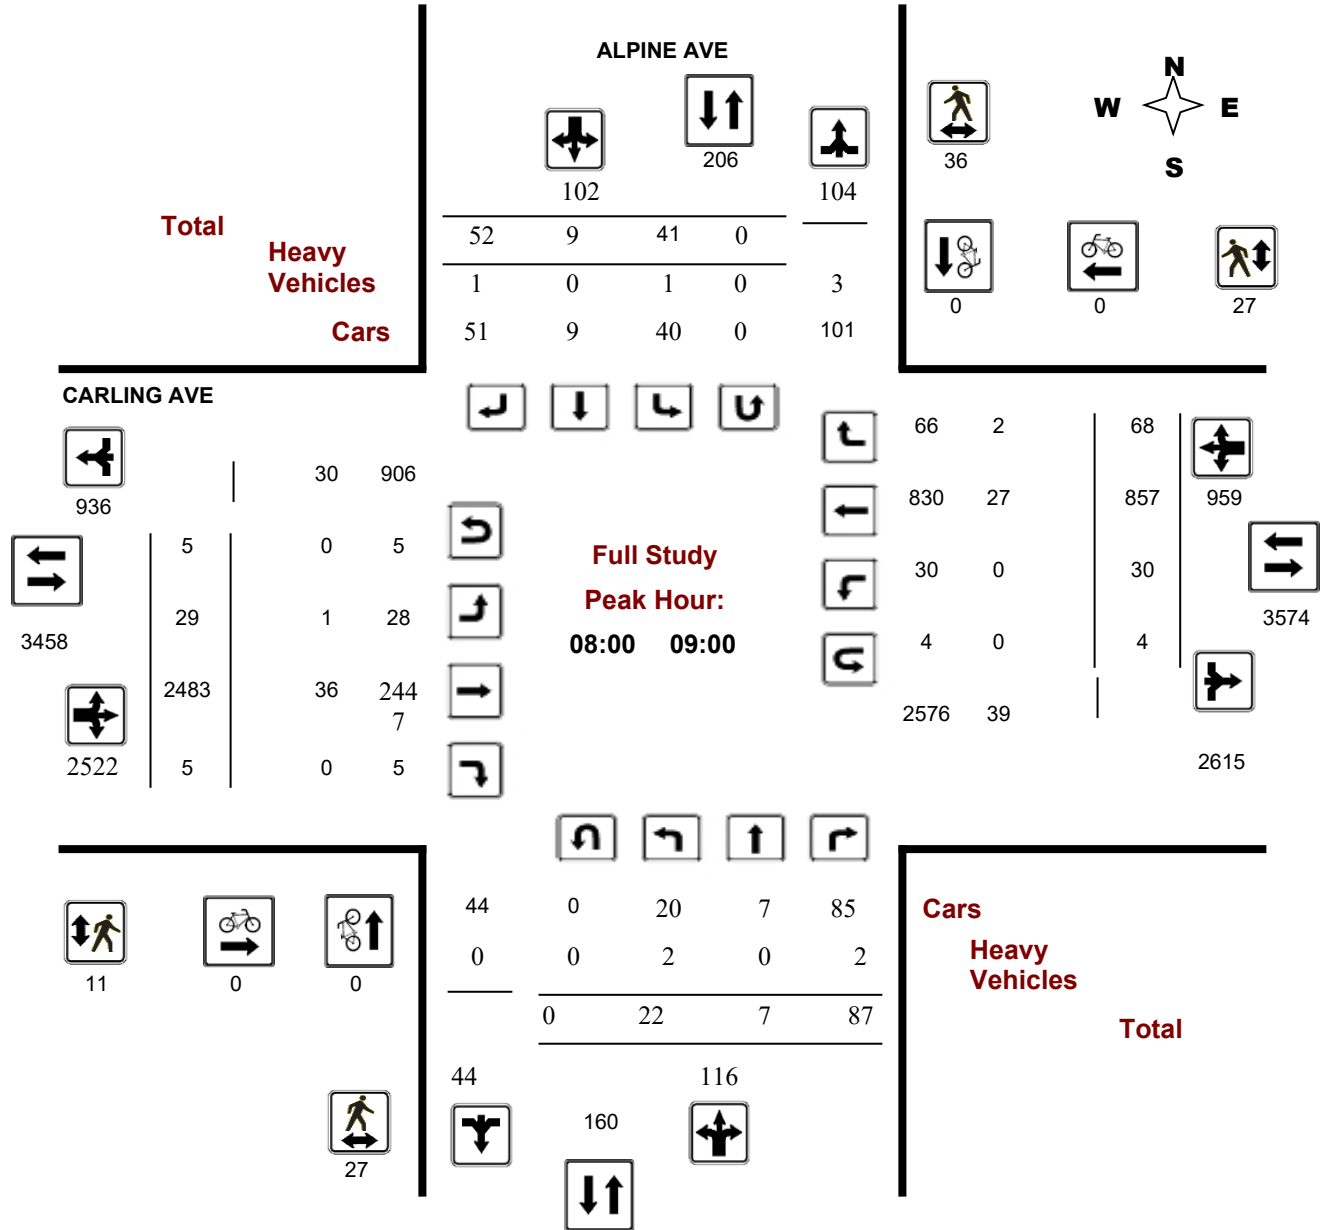 ALPINE AVE
N
W E
S
206
36
102
104
Total
52 9 41 0
Heavy
Vehicles
1 0 1 0 3
0 0 27
Cars
51 9 40 0 101
CARLING AVE
66 2 68
30 906
936
830 27 857 959
5 0 5
Full Study
30 0 30
Peak Hour:
29 1 28
3458
08:00 09:00
4 0 4
3574
2483 36 244
7
2576 39
2522 5 0 5
2615
44 0 20 7 85
Cars
0 0 2 0 2
Heavy
Vehicles
11 0 0
0 22 7 87
Total
44 116
160
27